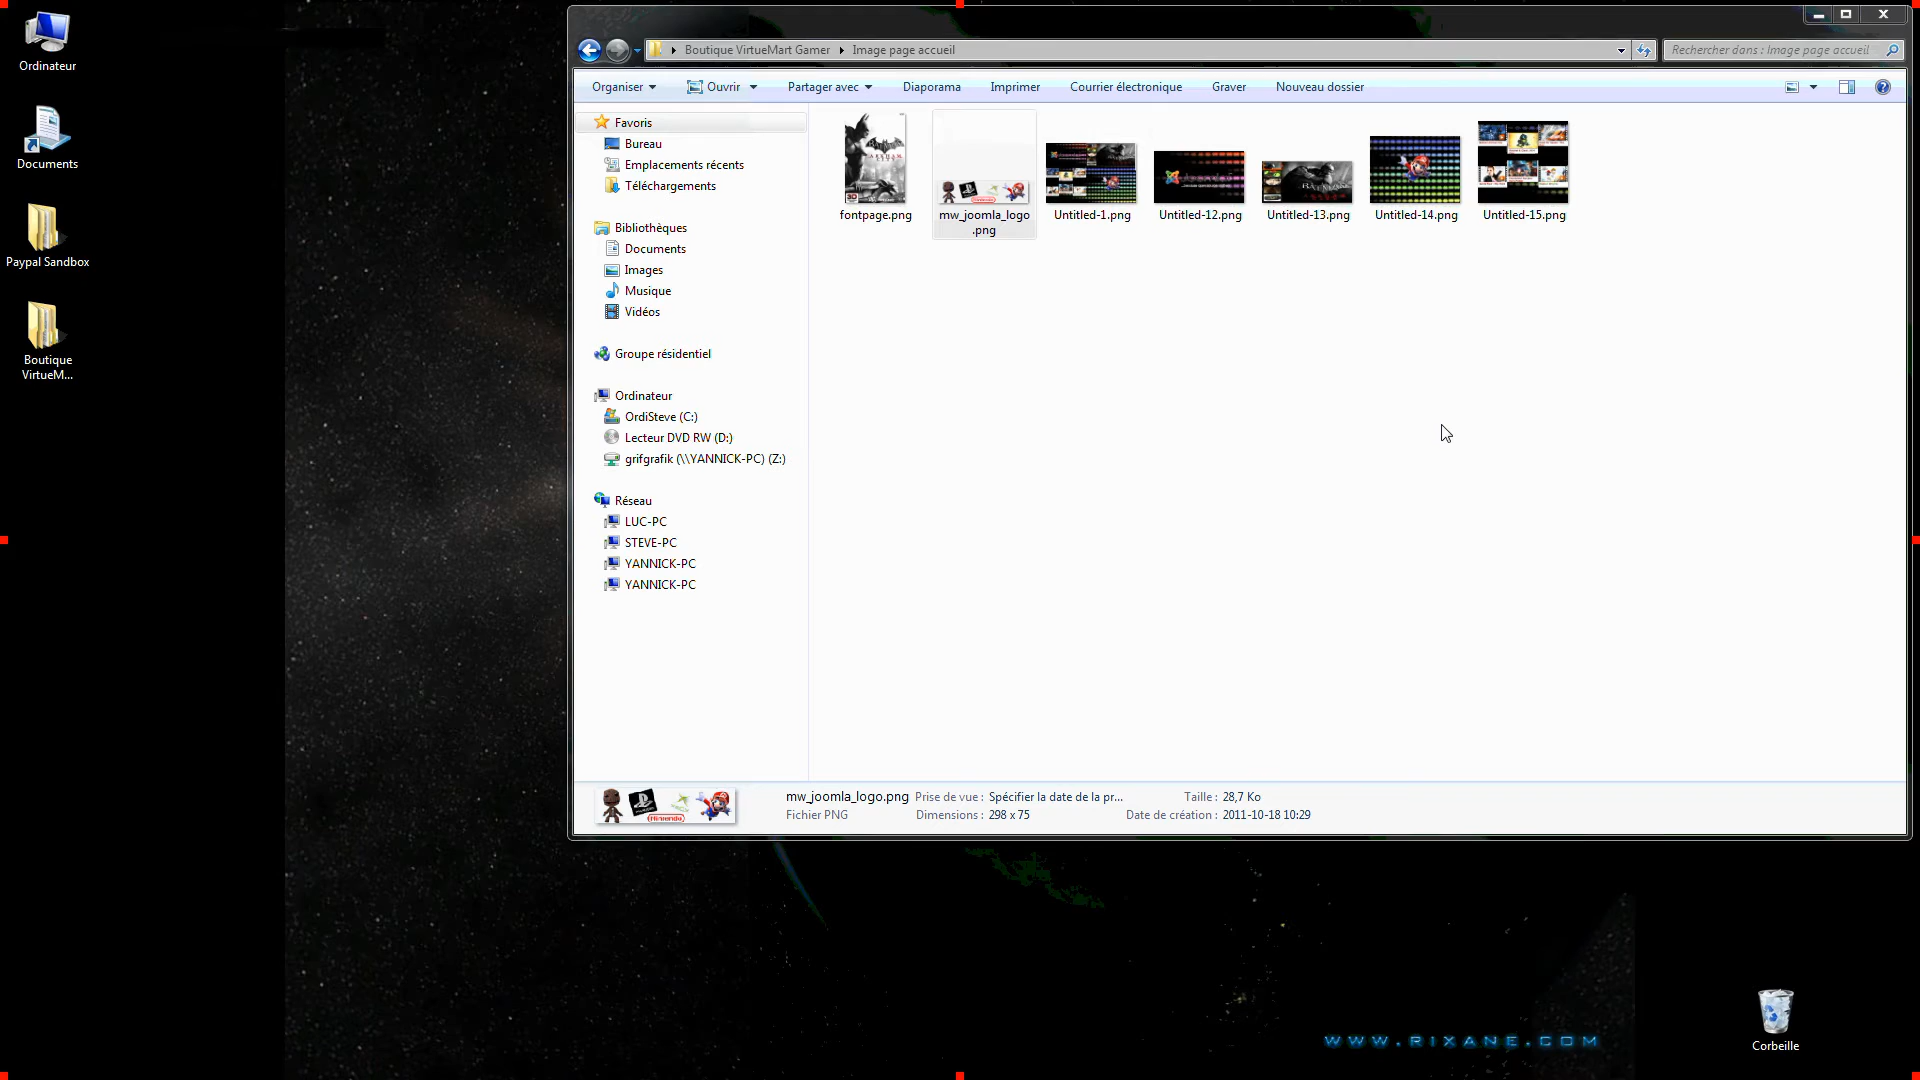 Ordinateur
Documents
Paypal Sandbox
Boutique
VirtueM...
Boutique VirtueMart Gamer
Image page accueil
Rechercher dans : Image page accueil
Organiser
Ouvrir
Partager avec
Diaporama
Imprimer
Courrier électronique
Graver
Nouveau dossier
Favoris
Bureau
Emplacements récents
Téléchargements
Bibliothèques
Documents
Images
Musique
Vidéos
Groupe résidentiel
Ordinateur
OrdiSteve (C:)
Lecteur DVD RW (D:)
grifgrafik (\\YANNICK-PC) (Z:)
Réseau
LUC-PC
STEVE-PC
YANNICK-PC
YANNICK-PC
fontpage.png
mw_joomla_logo
.png
Untitled-1.png
Untitled-12.png
Untitled-13.png
Untitled-14.png
Untitled-15.png
mw_joomla_logo.png
Prise de vue : Spécifier la date de la pr...
Taille : 28,7 Ko
Fichier PNG
Dimensions : 298 x 75
Date de création : 2011-10-18 10:29
Nintendo
WWW.RIXANE.COM
Corbeille